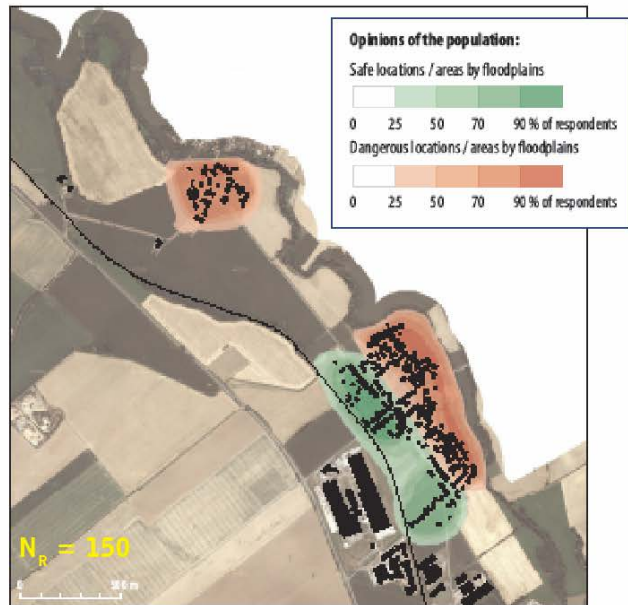 Opinions of the population:
Safe locations / areas by floodplains
0 25 50 70 90 % of respondents
Dangerous locations / areas by floodplains
0 25 50 70 90 % of respondents
N_R = 150
0 500 m